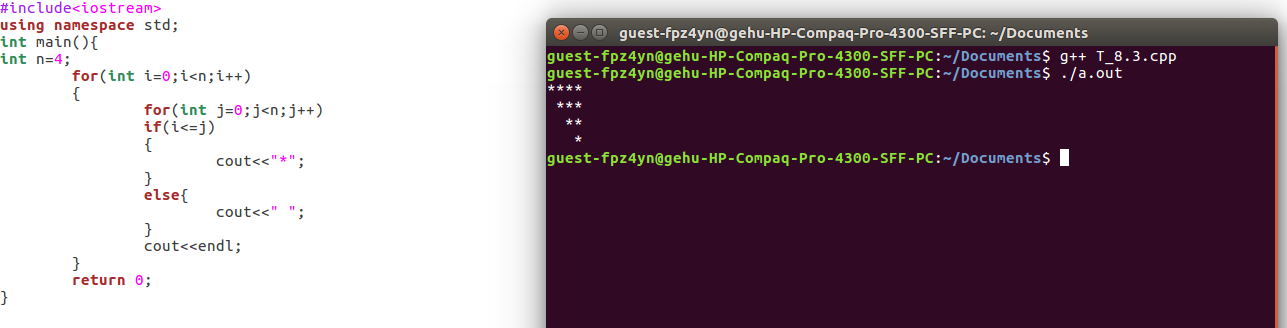 #include<iostream>
using namespace std;
int main(){
int n=4;
        for(int i=0;i<n;i++)
        {
                for(int j=0;j<n;j++)
                if(i<=j)
                {
                        cout<<"*";
                }
                else{
                        cout<<" ";
                }
                cout<<endl;
        }
        return 0;
}
guest-fpz4yn@gehu-HP-Compaq-Pro-4300-SFF-PC: ~/Documents
guest-fpz4yn@gehu-HP-Compaq-Pro-4300-SFF-PC:~/Documents$ g++ T_8.3.cpp
guest-fpz4yn@gehu-HP-Compaq-Pro-4300-SFF-PC:~/Documents$ ./a.out
****
 ***
  **
   *
guest-fpz4yn@gehu-HP-Compaq-Pro-4300-SFF-PC:~/Documents$